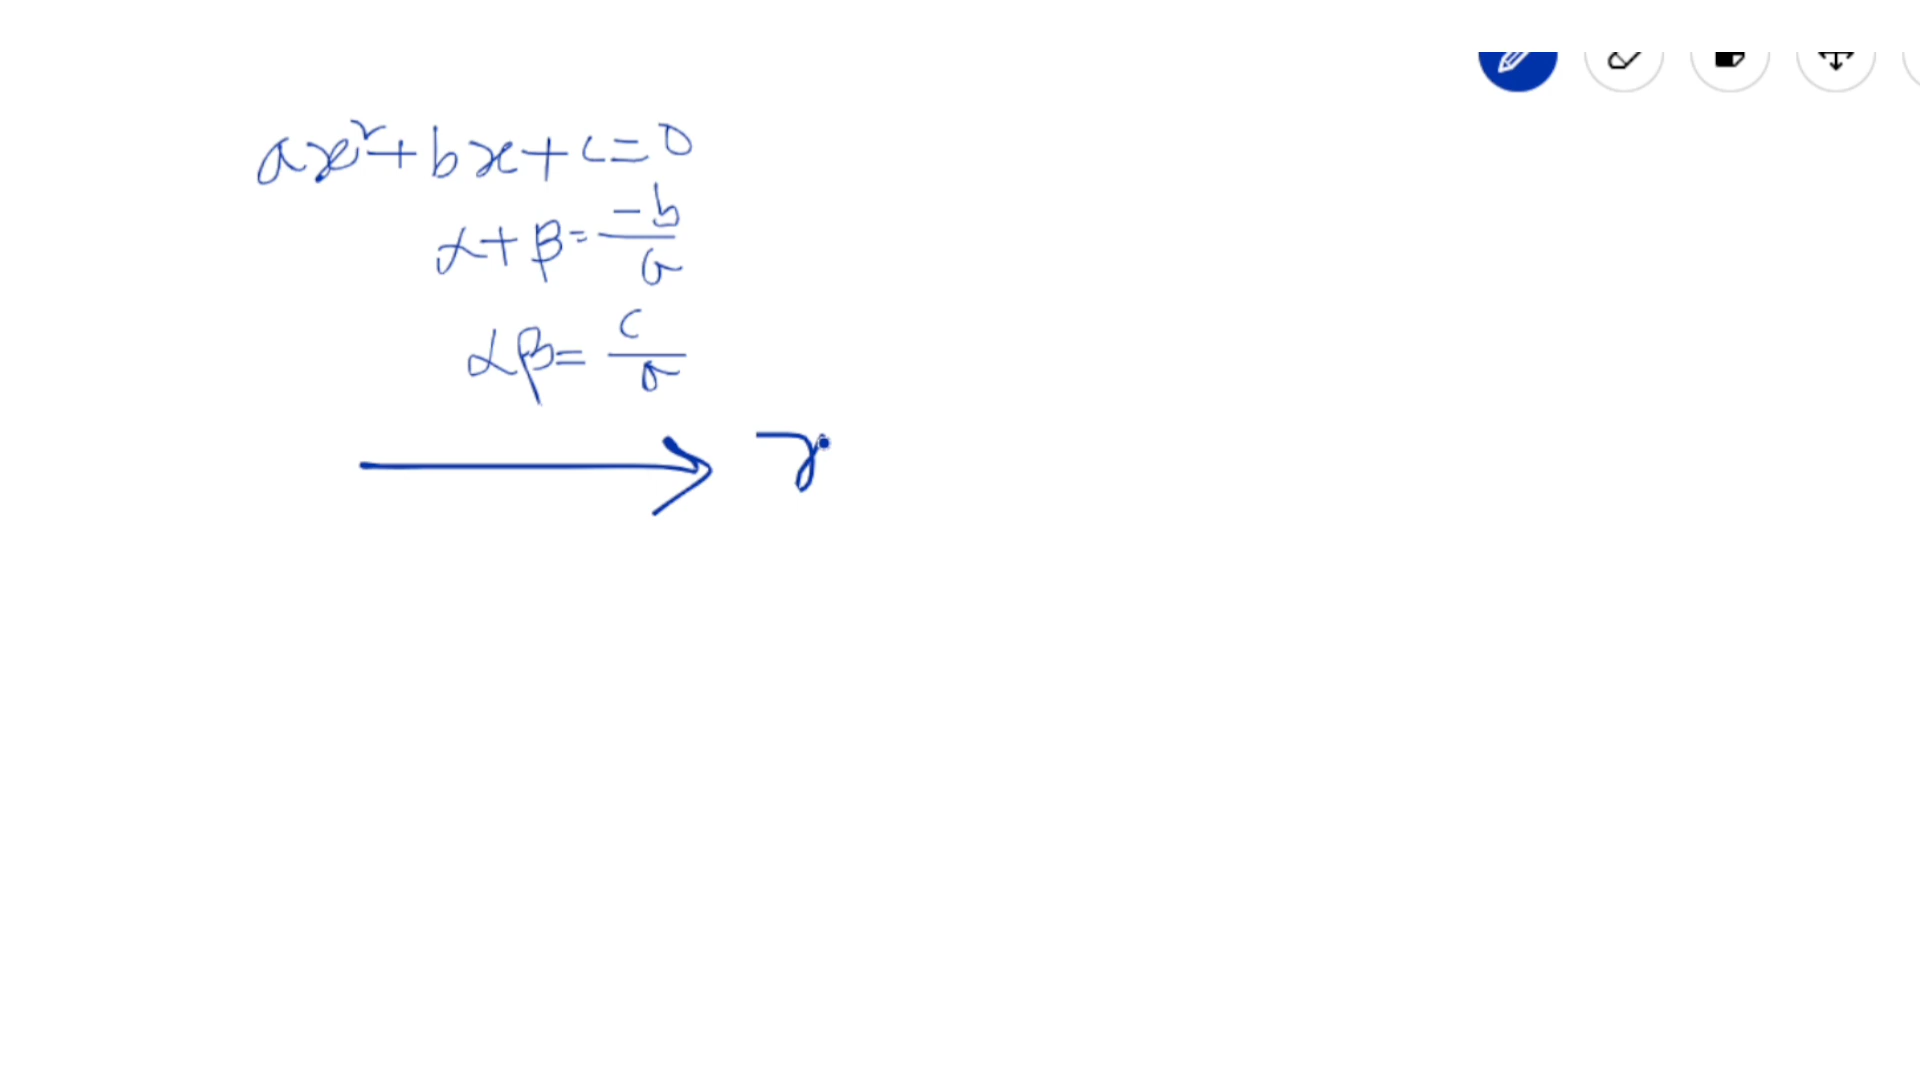 ax²+bx+c=0
α+β=-b/a
αβ=c/a
→ γ